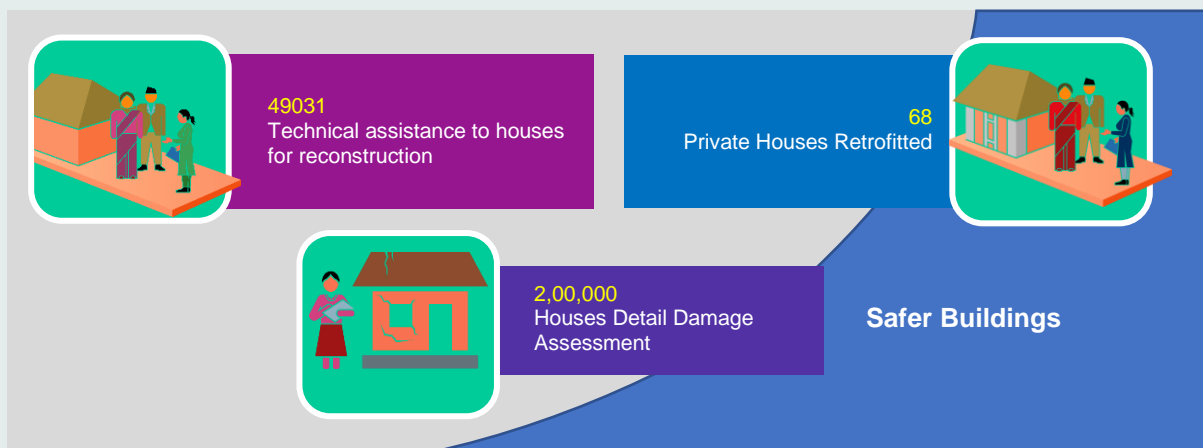 49031
Technical assistance to houses
for reconstruction
68
Private Houses Retrofitted
2,00,000
Houses Detail Damage
Assessment
Safer Buildings